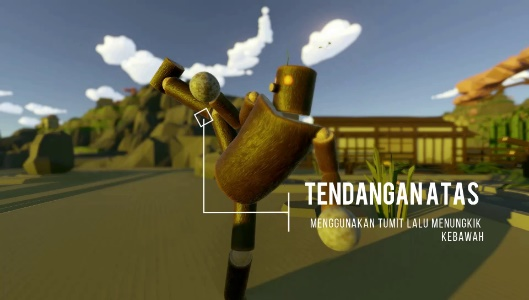 TENDANGAN ATAS
MENGGUNAKAN TUMIT LALU MENUNGKIK
KEBAWAH